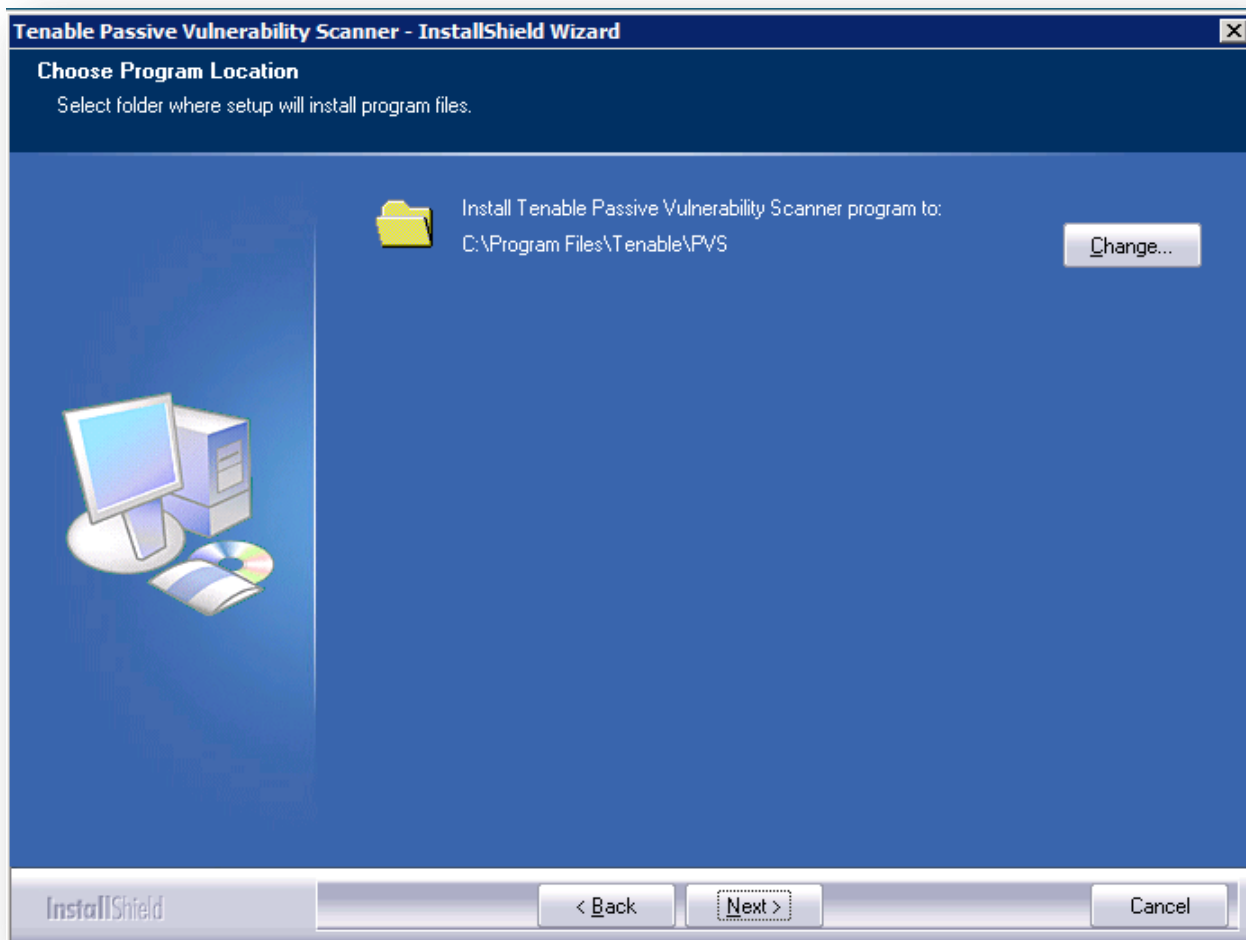 Tenable Passive Vulnerability Scanner - InstallShield Wizard
Choose Program Location
Select folder where setup will install program files.
Install Tenable Passive Vulnerability Scanner program to:
C:\Program Files\Tenable\PVS
Change...
InstallShield
< Back
Next >
Cancel